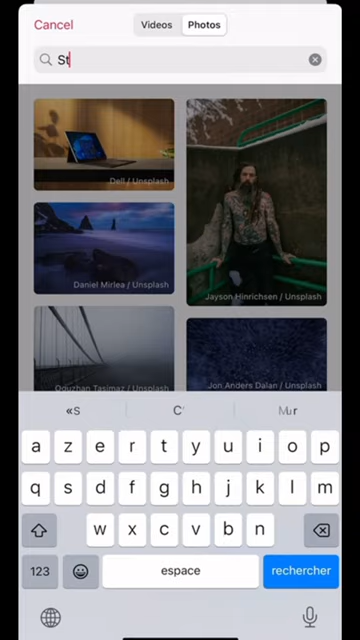 Cancel
Videos
Photos
St
Dell / Unsplash
Daniel Mirlea / Unsplash
Jayson Hinrichsen / Unsplash
Oguzhan Tasimaz / Unsplash
Jon Anders Dalan / Unsplash
«S
a z e r t y u i o p
q s d f g h j k l m
w x c v b n
123
espace
rechercher